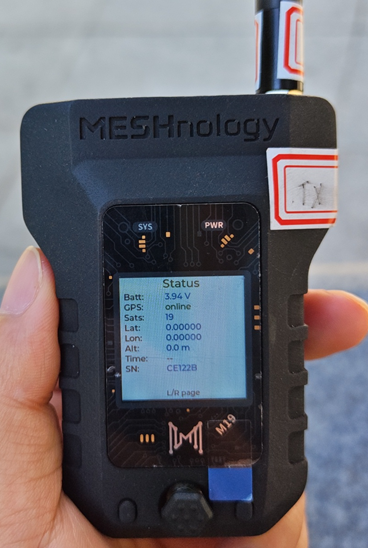 MESHnology
TX
SYS PWR
Status
Batt: 3.94 V
GPS: online
Sats: 19
Lat: 0.00000
Lon: 0.00000
Alt: 0.0 m
Time: --
SN: CE122B
L/R page
M19